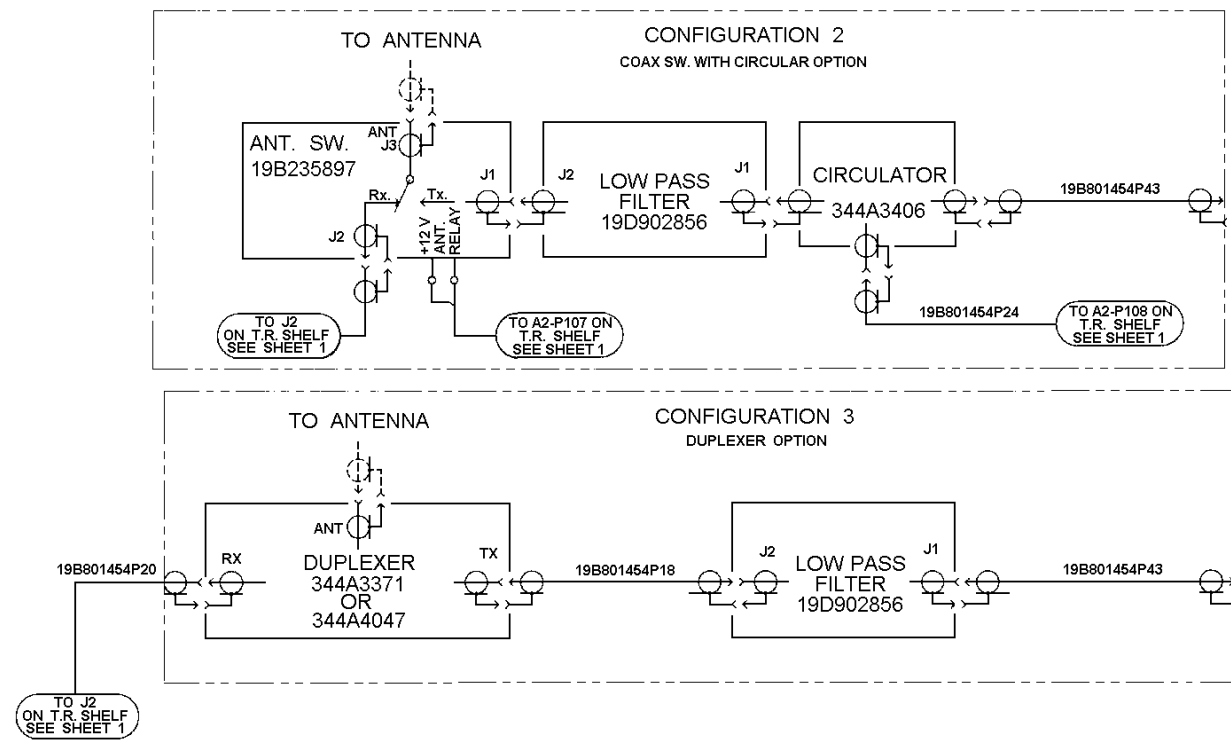 CONFIGURATION 2
COAX SW. WITH CIRCULAR OPTION
TO ANTENNA
ANT
J3
ANT. SW.
19B235897
Rx.
Tx.
J1
J2
+12 V
ANT.
RELAY
J2
LOW PASS
FILTER
19D902856
J1
CIRCULATOR
344A3406
19B801454P43
19B801454P24
TO J2
ON T.R. SHELF
SEE SHEET 1
TO A2-P107 ON
T.R. SHELF
SEE SHEET 1
TO A2-P108 ON
T.R. SHELF
SEE SHEET 1
CONFIGURATION 3
DUPLEXER OPTION
TO ANTENNA
ANT
19B801454P20
RX
DUPLEXER
344A3371
OR
344A4047
TX
19B801454P18
J2
LOW PASS
FILTER
19D902856
J1
19B801454P43
TO J2
ON T.R. SHELF
SEE SHEET 1